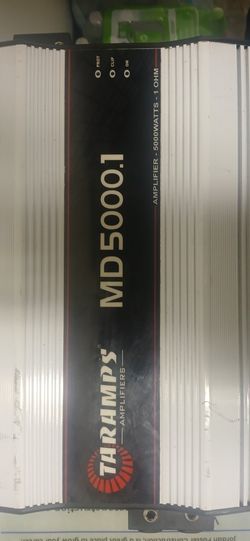 TARAMPS
AMPLIFIERS
MD5000.1
PROT
CLIP
ON
AMPLIFIER - 5000WATTS - 1 OHM